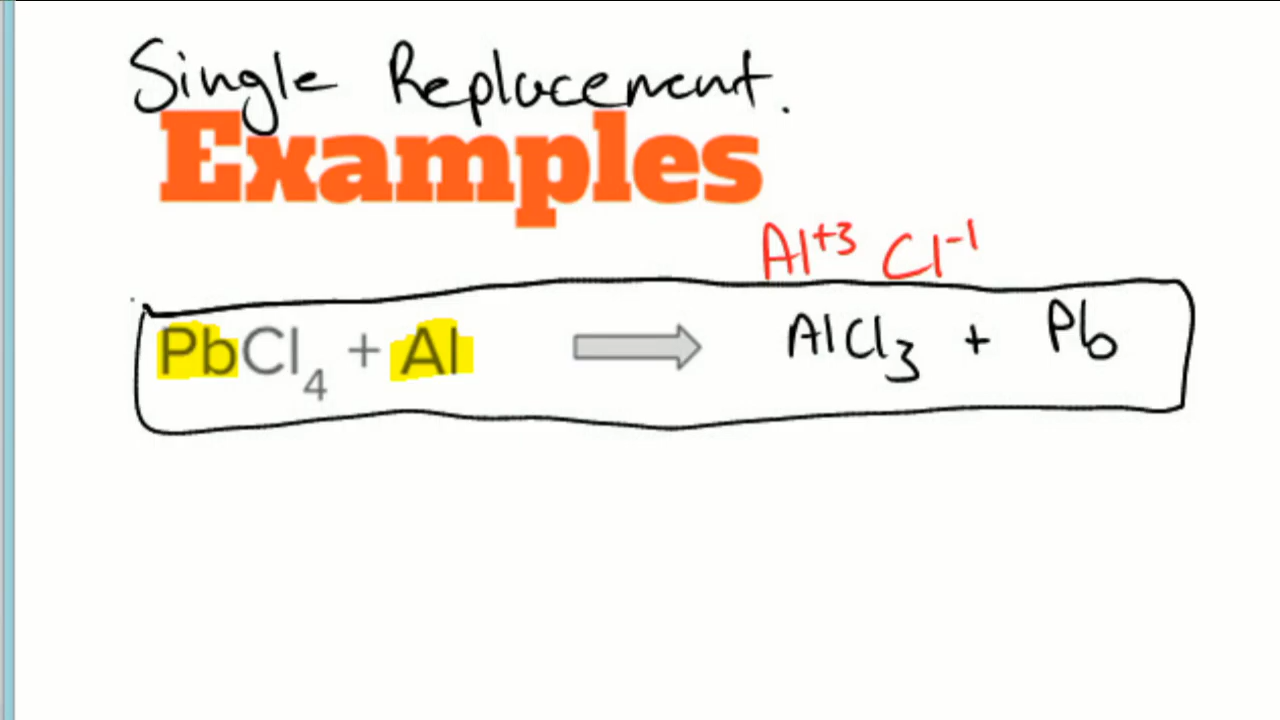 Single Replacement.
Examples
Al+3 Cl-1
PbCl4 + Al AlCl3 + Pb